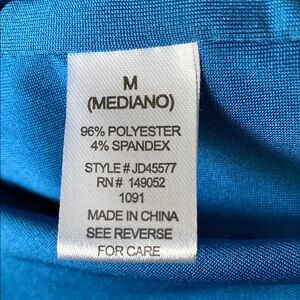 M
(MEDIANO)
96% POLYESTER
4% SPANDEX
STYLE # JD45577
RN # 149052
1091
MADE IN CHINA
SEE REVERSE
FOR CARE